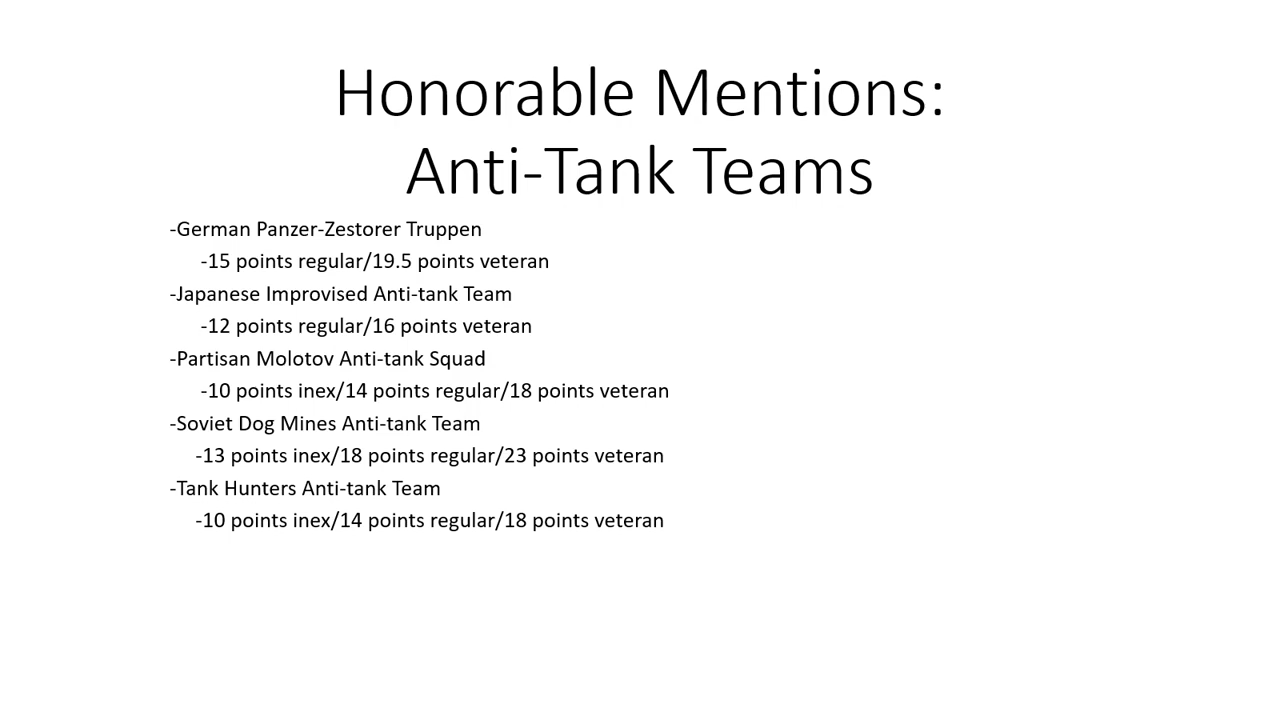 Honorable Mentions:
Anti-Tank Teams
-German Panzer-Zestorer Truppen
-15 points regular/19.5 points veteran
-Japanese Improvised Anti-tank Team
-12 points regular/16 points veteran
-Partisan Molotov Anti-tank Squad
-10 points inex/14 points regular/18 points veteran
-Soviet Dog Mines Anti-tank Team
-13 points inex/18 points regular/23 points veteran
-Tank Hunters Anti-tank Team
-10 points inex/14 points regular/18 points veteran